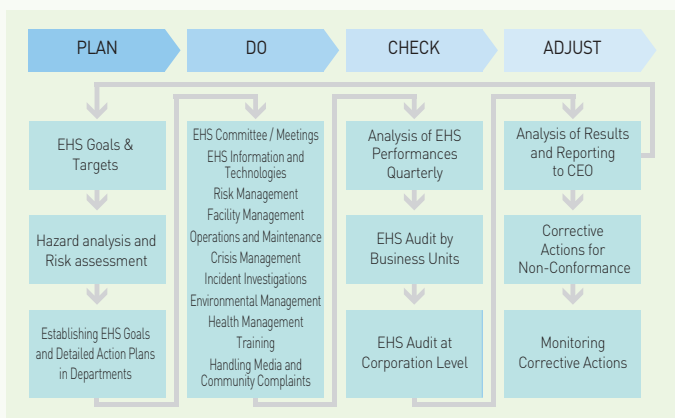 PLAN
DO
CHECK
ADJUST
EHS Goals &
Targets
Hazard analysis and
Risk assessment
Establishing EHS Goals
and Detailed Action Plans
in Departments
EHS Committee / Meetings
EHS Information and
Technologies
Risk Management
Facility Management
Operations and Maintenance
Crisis Management
Incident Investigations
Environmental Management
Health Management
Training
Handling Media and
Community Complaints
Analysis of EHS
Performances
Quarterly
EHS Audit by
Business Units
EHS Audit at
Corporation Level
Analysis of Results
and Reporting
to CEO
Corrective
Actions for
Non-Conformance
Monitoring
Corrective Actions